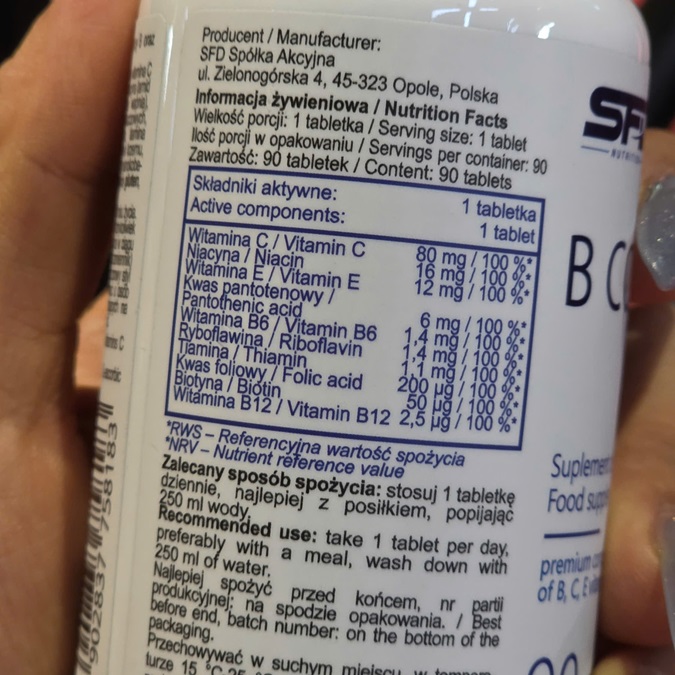 Producent / Manufacturer:
SFD Spółka Akcyjna
ul. Zielonogórska 4, 45-323 Opole, Polska
Informacja żywieniowa / Nutrition Facts
Wielkość porcji: 1 tabletka / Serving size: 1 tablet
Ilość porcji w opakowaniu / Servings per container: 90
Zawartość: 90 tabletek / Content: 90 tablets
Składniki aktywne: 1 tabletka
Active components: 1 tablet
Witamina C / Vitamin C 80 mg / 100 %*
Niacyna / Niacin 16 mg / 100 %*
Witamina E / Vitamin E 12 mg / 100 %*
Kwas pantotenowy /
Pantothenic acid 6 mg / 100 %*
Witamina B6 / Vitamin B6 1,4 mg / 100 %*
Ryboflawina / Riboflavin 1,4 mg / 100 %*
Tiamina / Thiamin 1,1 mg / 100 %*
Kwas foliowy / Folic acid 200 µg / 100 %*
Biotyna / Biotin 50 µg / 100 %*
Witamina B12 / Vitamin B12 2,5 µg / 100 %*
*RWS – Referencyjna wartość spożycia
*NRV – Nutrient reference value
Zalecany sposób spożycia: stosuj 1 tabletkę
dziennie, najlepiej z posiłkiem, popijając
250 ml wody.
Recommended use: take 1 tablet per day,
preferably with a meal, wash down with
250 ml of water.
Najlepiej spożyć przed końcem, nr partii
produkcyjnej: na spodzie opakowania. / Best
before end, batch number: on the bottom of the
packaging.
Przechowywać w suchym miejscu, w
5902837758183
SFD
NUTRITION
B
Food
premium
of B, C, E
90